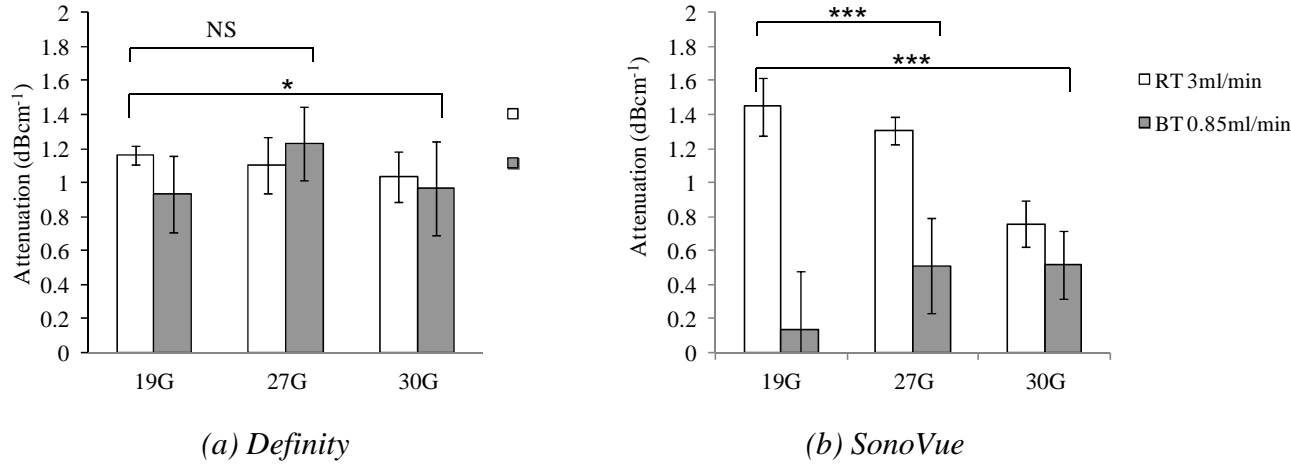 2
1.8
1.6
1.4
1.2
1
0.8
0.6
0.4
0.2
0
Attenuation (dBcm⁻¹)
NS
*
19G 27G 30G
(a) Definity
2
1.8
1.6
1.4
1.2
1
0.8
0.6
0.4
0.2
0
Attenuation (dBcm⁻¹)
***
***
19G 27G 30G
RT 3ml/min
BT 0.85ml/min
(b) SonoVue